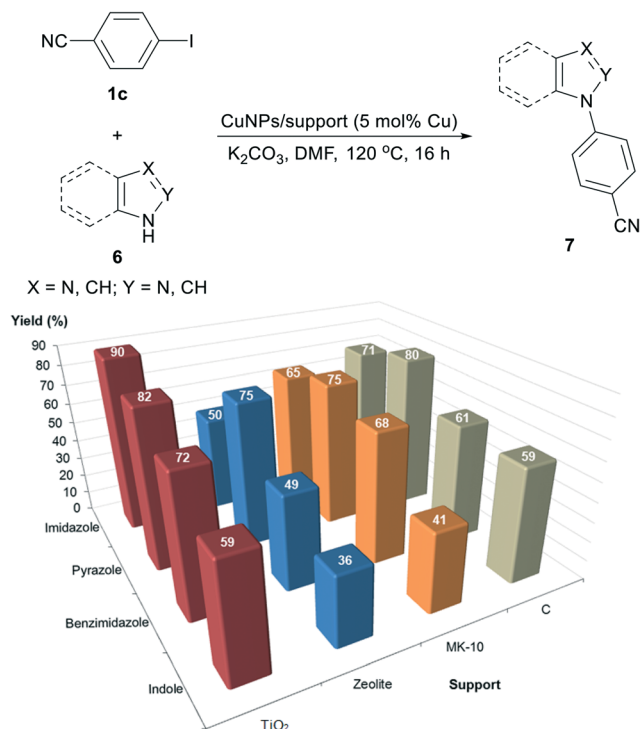 NC
I
1c
+
X
Y
N
H
6
CuNPs/support (5 mol% Cu)
K₂CO₃, DMF, 120 °C, 16 h
X
Y
N
CN
7
X = N, CH; Y = N, CH
Yield (%)
90
80
70
60
50
40
30
20
10
0
90
82
72
59
50
75
49
36
65
75
68
41
71
80
61
59
Imidazole
Pyrazole
Benzimidazole
Indole
TiO₂
Zeolite
MK-10
C
Support